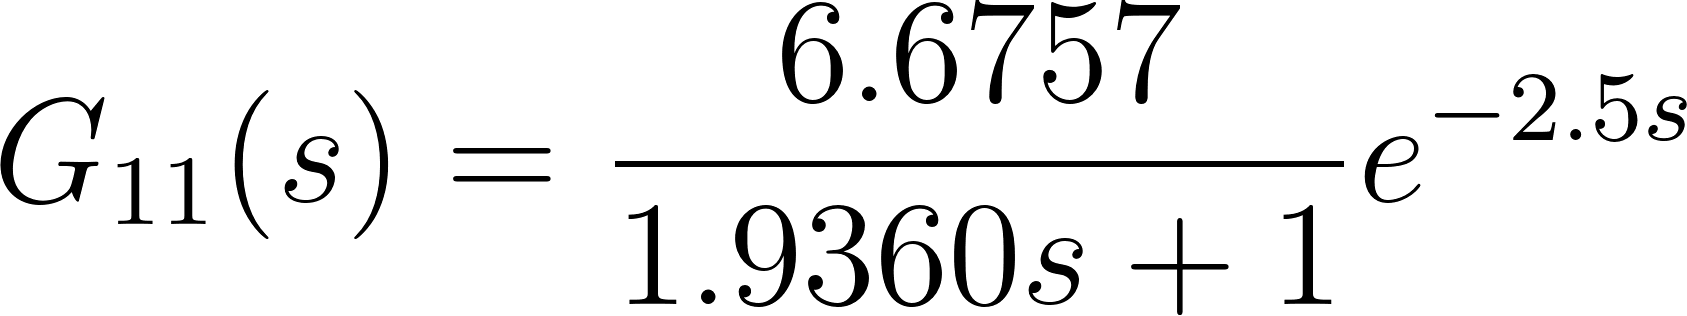 G_{11}(s) = \frac{6.6757}{1.9360s + 1} e^{-2.5s}